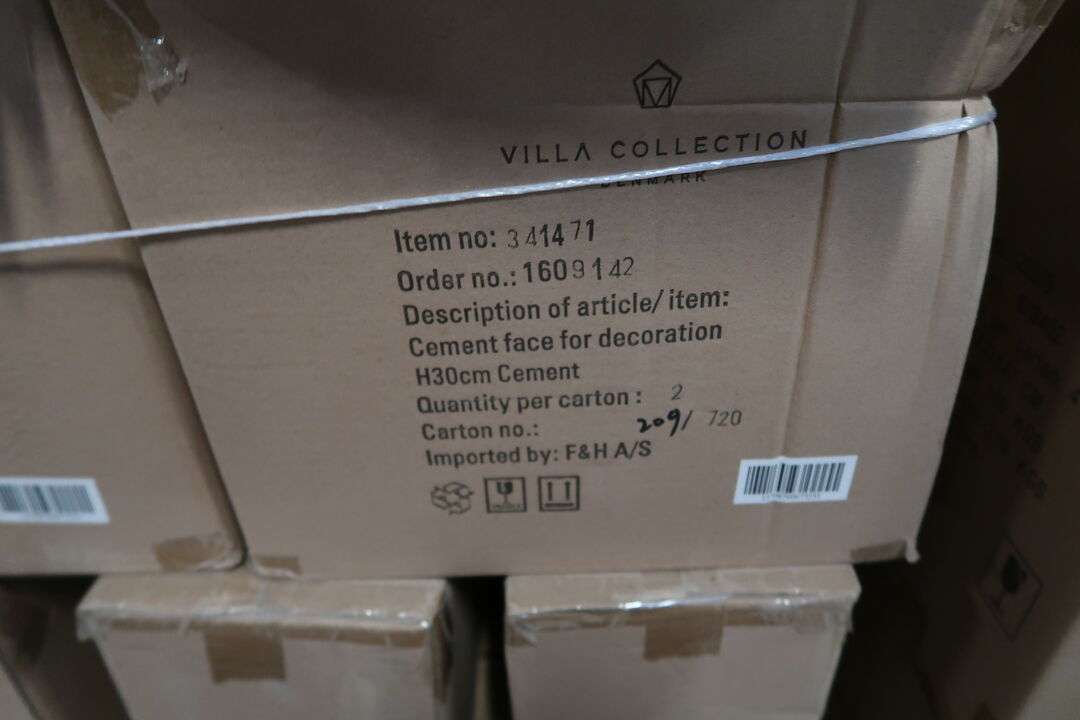 VILLA COLLECTION
DENMARK
Item no: 341471
Order no.: 1609142
Description of article/ item:
Cement face for decoration
H30cm Cement
Quantity per carton : 2
Carton no.: 209/ 720
Imported by: F&H A/S